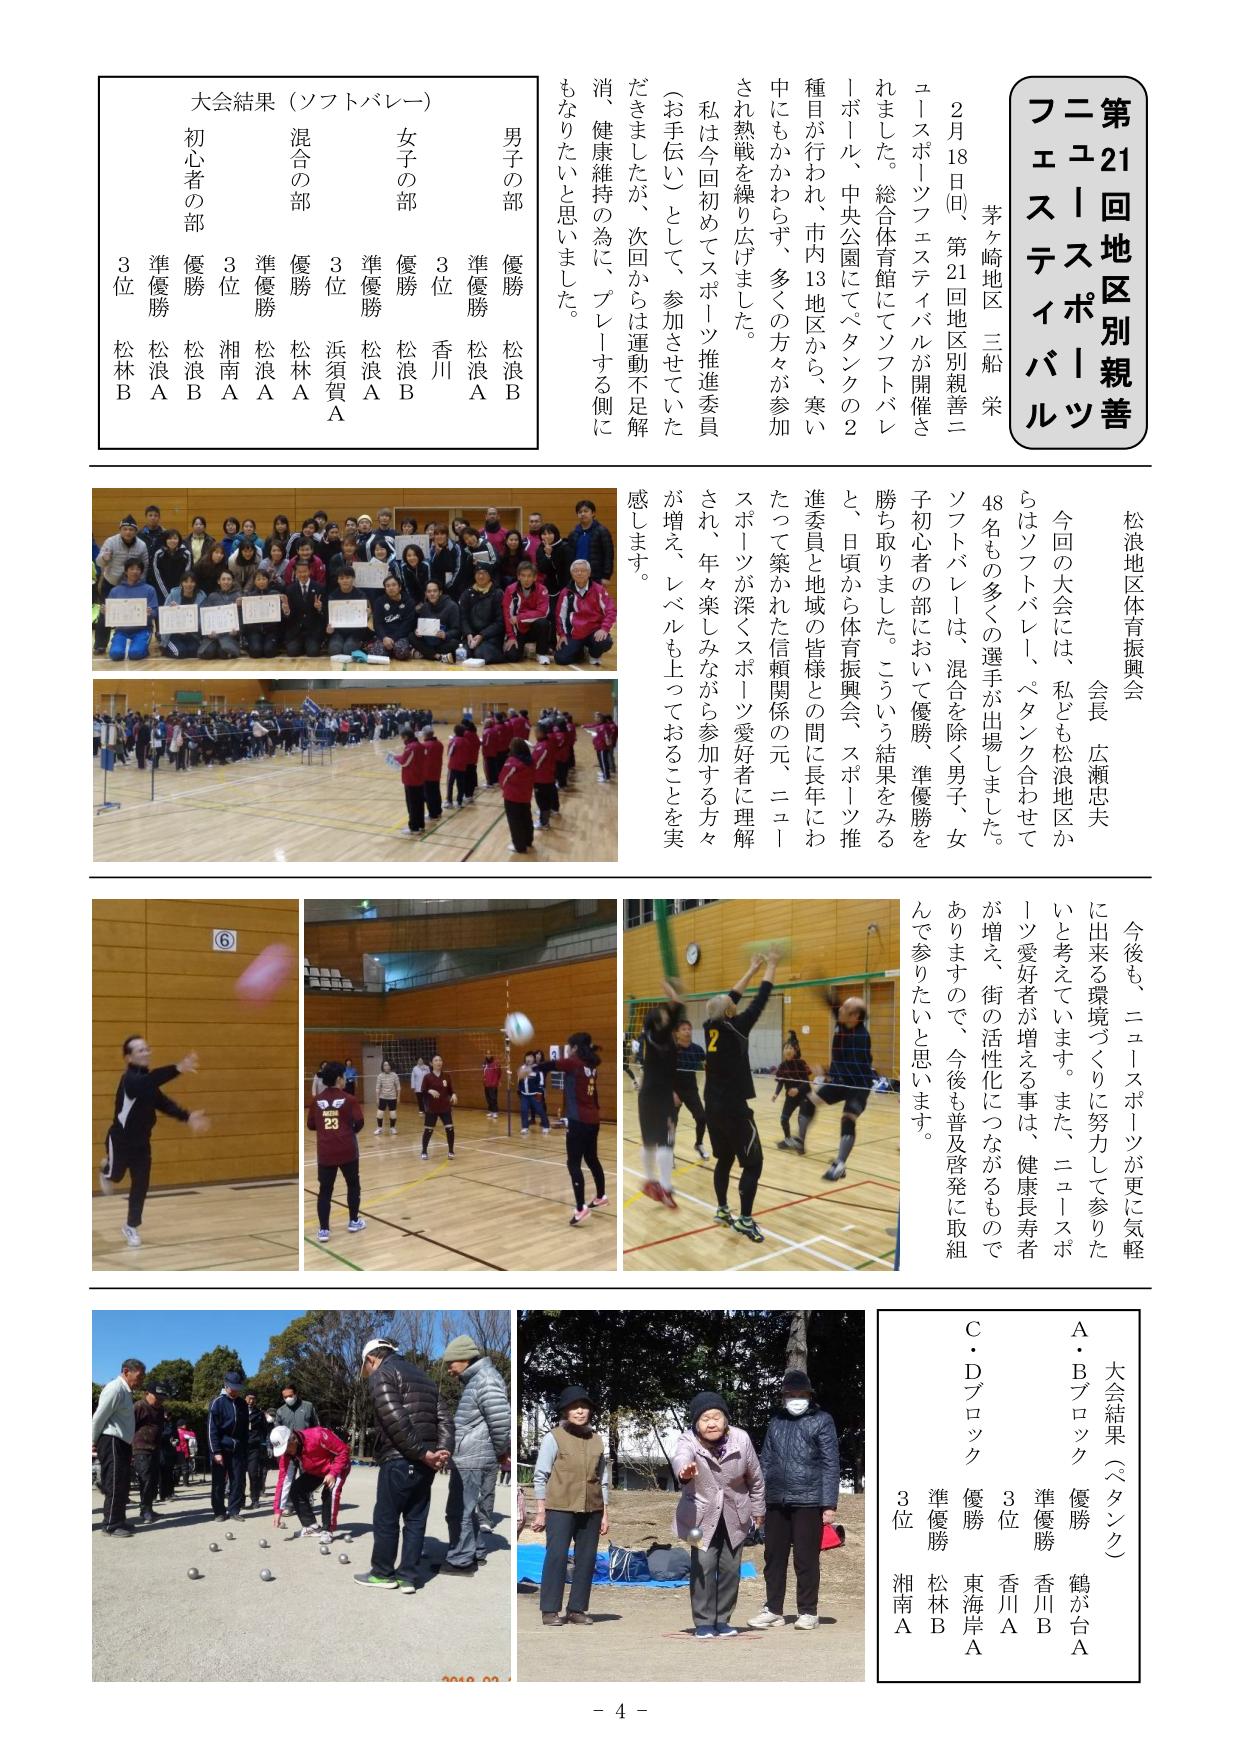 第21回地区別親善
ニュースポーツ
フェスティバル
茅ヶ崎地区　三船　栄
　２月18日㈰、第21回地区別親善ニ
ュースポーツフェスティバルが開催さ
れました。総合体育館にてソフトバレ
ーボール、中央公園にてペタンクの２
種目が行われ、市内13地区から、寒い
中にもかかわらず、多くの方々が参加
され熱戦を繰り広げました。
　私は今回初めてスポーツ推進委員
（お手伝い）として、参加させていた
だきましたが、次回からは運動不足解
消、健康維持の為に、プレーする側に
もなりたいと思いました。
大会結果（ソフトバレー）
男子の部　優勝　松浪Ｂ
準優勝　松浪Ａ
３位　香川
女子の部　優勝　松浪Ｂ
準優勝　松浪Ａ
３位　浜須賀Ａ
混合の部　優勝　松林Ａ
準優勝　松浪Ａ
３位　湘南Ａ
初心者の部　優勝　松浪Ｂ
準優勝　松浪Ａ
３位　松林Ｂ
松浪地区体育振興会
会長　広瀬忠夫
　今回の大会には、私ども松浪地区か
らはソフトバレー、ペタンク合わせて
48名もの多くの選手が出場しました。
ソフトバレーは、混合を除く男子、女
子初心者の部において優勝、準優勝を
勝ち取りました。こういう結果をみる
と、日頃から体育振興会、スポーツ推
進委員と地域の皆様との間に長年にわ
たって築かれた信頼関係の元、ニュー
スポーツが深くスポーツ愛好者に理解
され、年々楽しみながら参加する方々
が増え、レベルも上っておることを実
感します。
　今後も、ニュースポーツが更に気軽
に出来る環境づくりに努力して参りた
いと考えています。また、ニュースポ
ーツ愛好者が増える事は、健康長寿者
が増え、街の活性化につながるもので
ありますので、今後も普及啓発に取組
んで参りたいと思います。
⑥
AKEBI
23
2
大会結果（ペタンク）
Ａ・Ｂブロック　優勝　鶴が台Ａ
準優勝　香川Ｂ
３位　香川Ａ
Ｃ・Ｄブロック　優勝　東海岸Ａ
準優勝　松林Ｂ
３位　湘南Ａ
- 4 -